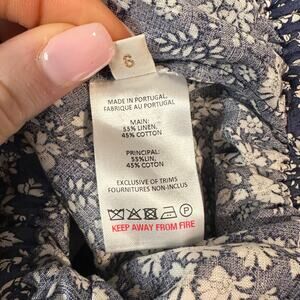 6
MADE IN PORTUGAL
FABRIQUE AU PORTUGAL
MAIN:
55% LINEN,
45% COTTON
PRINCIPAL:
55%LIN,
45% COTON
EXCLUSIVE OF TRIMS
FOURNITURES NON-INCLUS
P
KEEP AWAY FROM FIRE